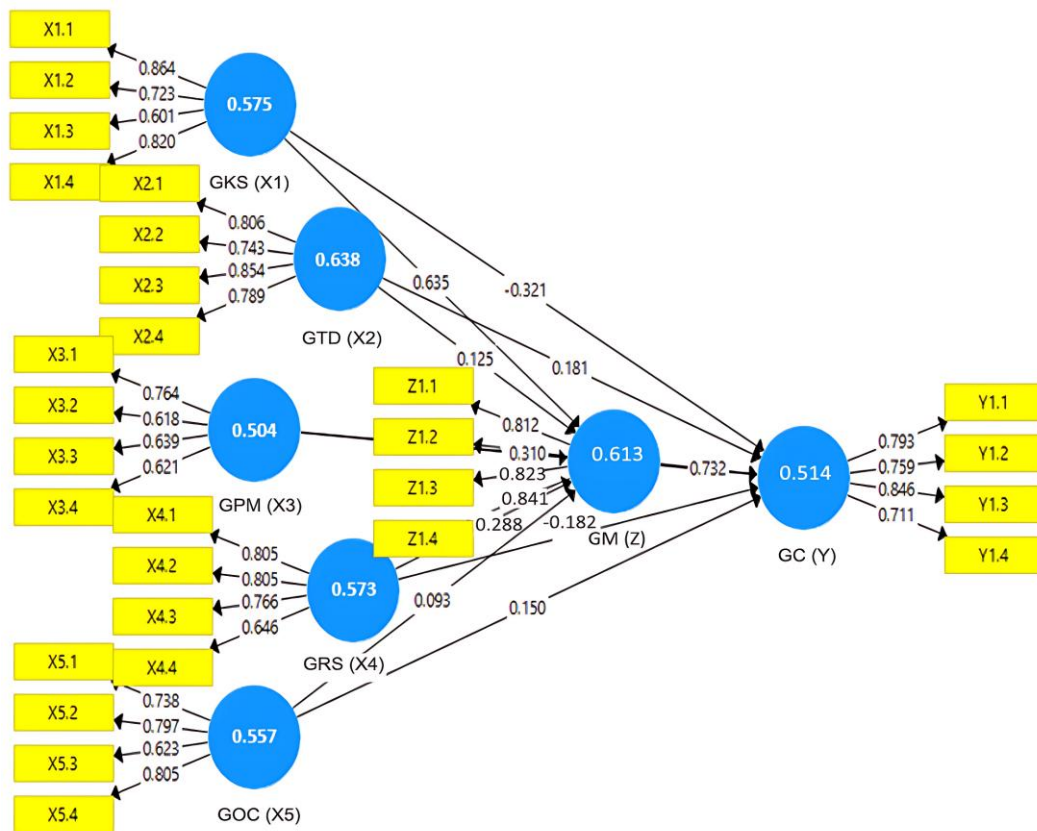 X1.1
X1.2
X1.3
X1.4
0.864
0.723
0.601
0.820
0.575
GKS (X1)
X2.1
X2.2
X2.3
X2.4
0.806
0.743
0.854
0.789
0.638
GTD (X2)
X3.1
X3.2
X3.3
X3.4
0.764
0.618
0.639
0.621
0.504
GPM (X3)
X4.1
X4.2
X4.3
X4.4
0.805
0.805
0.766
0.646
0.573
GRS (X4)
X5.1
X5.2
X5.3
X5.4
0.738
0.797
0.623
0.805
0.557
GOC (X5)
0.635
-0.321
0.125
0.181
Z1.1
Z1.2
Z1.3
Z1.4
0.812
0.310
0.823
0.841
0.288
-0.182
0.093
0.150
0.613
GM (Z)
0.732
0.514
GC (Y)
0.793
0.759
0.846
0.711
Y1.1
Y1.2
Y1.3
Y1.4